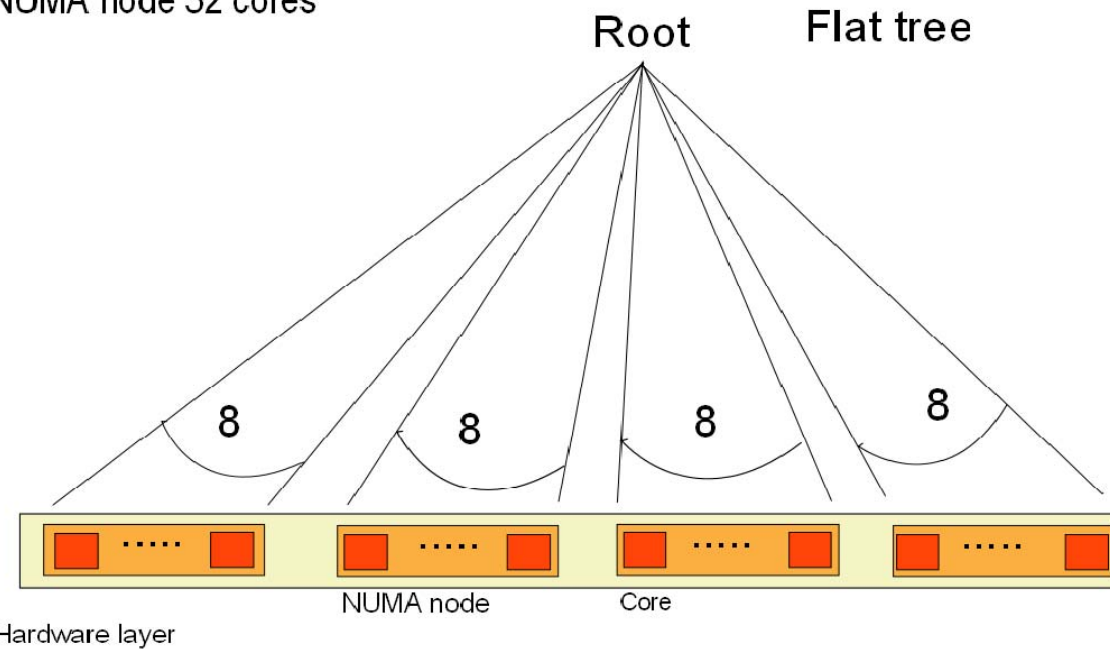 NUMA node 32 cores
Root
Flat tree
8
8
8
8
NUMA node
Core
Hardware layer